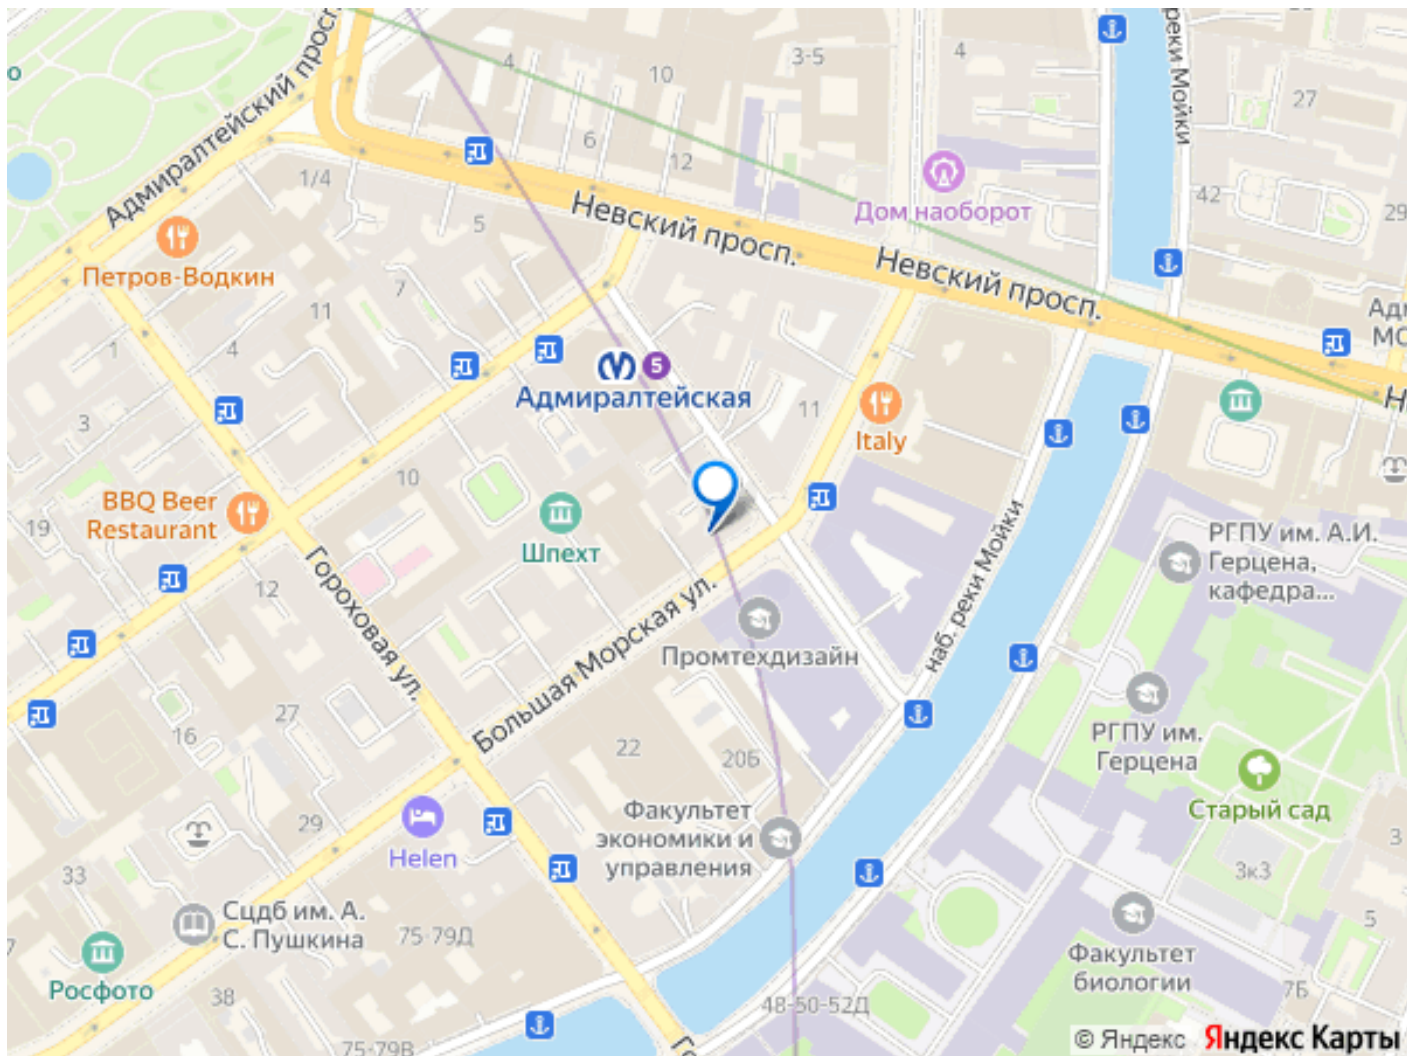 Адмиралтейский просп.
4
10
3-5
4
27
реки Мойки
о
6
12
1/4
5
42
29
Невский просп.
Дом наоборот
Невский просп.
Петров-Водкин
7
11
1
4
3
5
Адмиралтейская
11
Italy
10
BBQ Beer
Restaurant
19
Шпехт
Гороховая ул.
12
Большая Морская ул.
наб. реки Мойки
РГПУ им. А.И.
Герцена,
кафедра...
Промтехдизайн
27
16
22
20Б
РГПУ им.
Герцена
Старый сад
Факультет
экономики и
управления
29
Helen
33
3
3к3
5
Сцдб им. А.
С. Пушкина
75-79Д
Факультет
биологии
Росфото
38
48-50-52Д
7Б
75-79В
© Яндекс Яндекс Карты